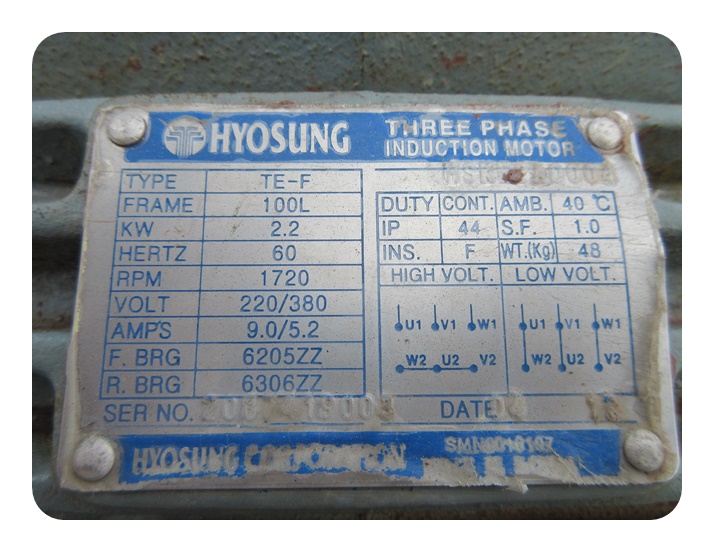 HYOSUNG THREE PHASE
INDUCTION MOTOR
TYPE TE-F
FRAME 100L
KW 2.2
HERTZ 60
RPM 1720
VOLT 220/380
AMP'S 9.0/5.2
F. BRG 6205ZZ
R. BRG 6306ZZ
DUTY CONT. AMB. 40 ℃
IP 44 S.F. 1.0
INS. F WT.(Kg) 48
HIGH VOLT. LOW VOLT.
U1 V1 W1 U1 V1 W1
W2 U2 V2 W2 U2 V2
SER NO. DATE
HYOSUNG CORPORATION